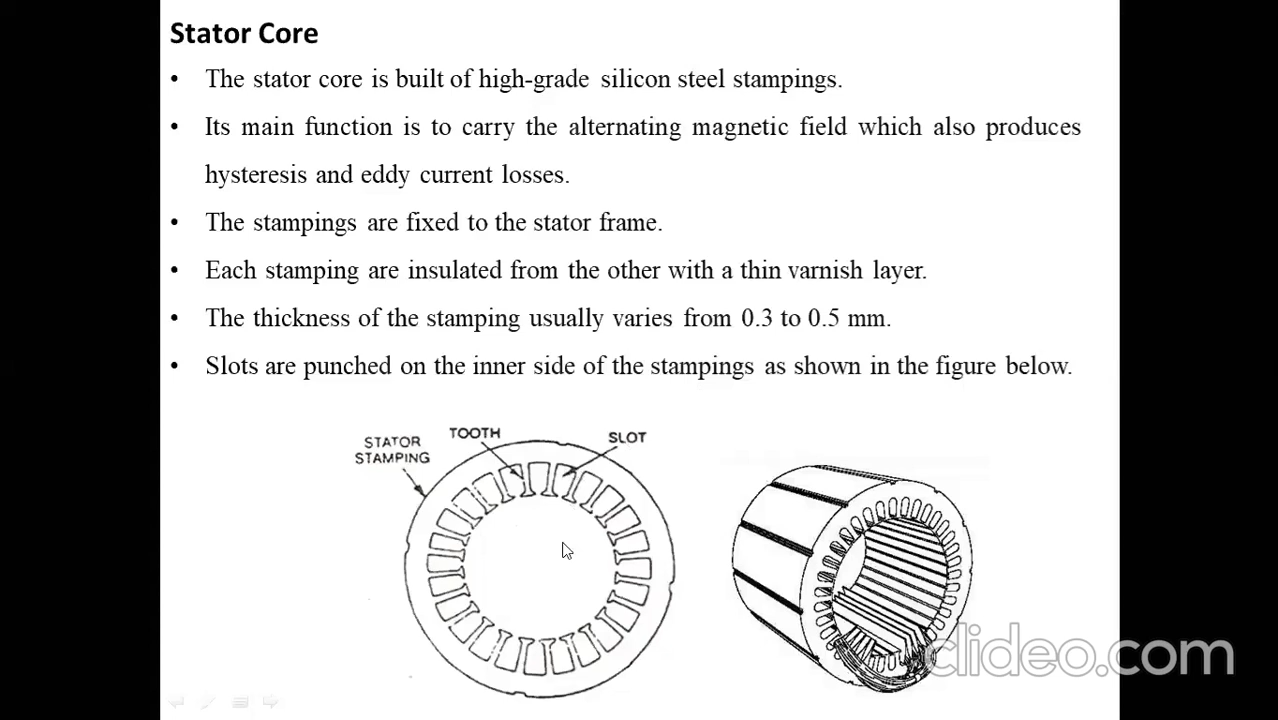 Stator Core
• The stator core is built of high-grade silicon steel stampings.
• Its main function is to carry the alternating magnetic field which also produces
hysteresis and eddy current losses.
• The stampings are fixed to the stator frame.
• Each stamping are insulated from the other with a thin varnish layer.
• The thickness of the stamping usually varies from 0.3 to 0.5 mm.
• Slots are punched on the inner side of the stampings as shown in the figure below.
STATOR
STAMPING
TOOTH
SLOT
clideo.com